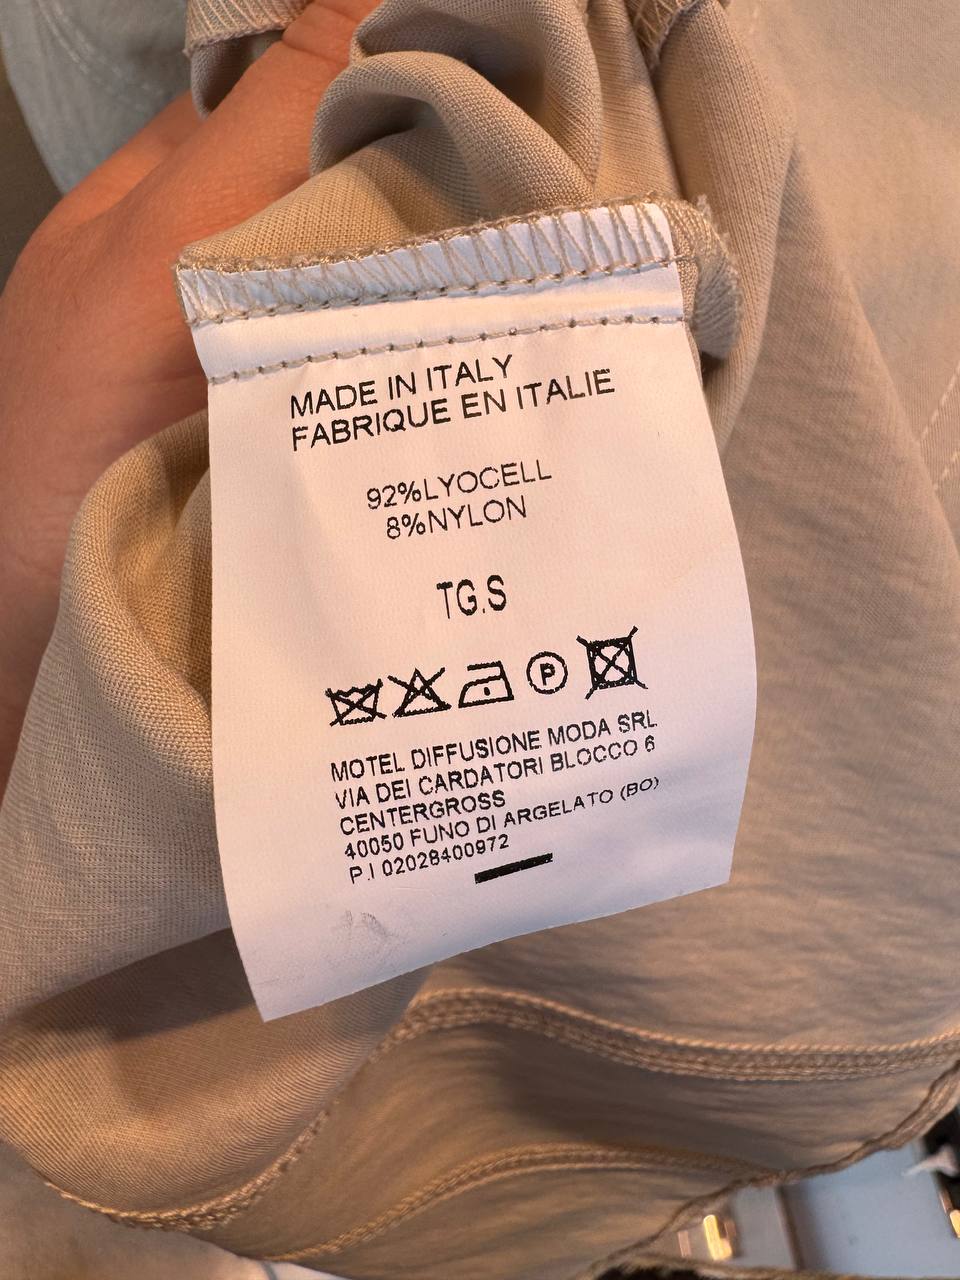 MADE IN ITALY
FABRIQUE EN ITALIE
92%LYOCELL
8%NYLON
TG.S
P
MOTEL DIFFUSIONE MODA SRL
VIA DEI CARDATORI BLOCCO 6
CENTERGROSS
40050 FUNO DI ARGELATO (BO)
P.I 02028400972